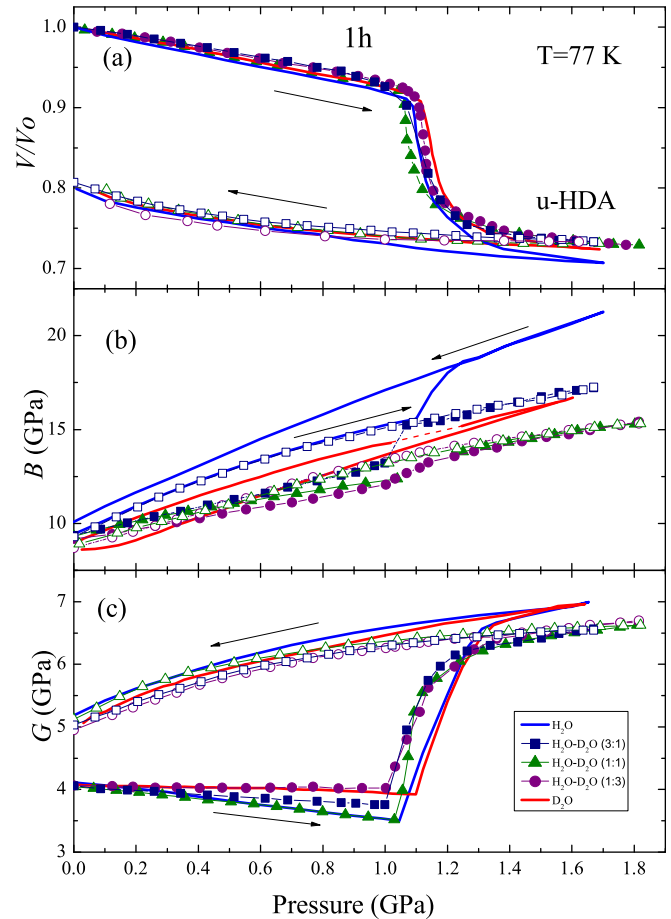 1h
T=77 K
(a)
u-HDA
V/Vo
1.0
0.9
0.8
0.7
(b)
B (GPa)
20
15
10
(c)
G (GPa)
7
6
5
4
3
H₂O
H₂O-D₂O (3:1)
H₂O-D₂O (1:1)
H₂O-D₂O (1:3)
D₂O
0.0 0.2 0.4 0.6 0.8 1.0 1.2 1.4 1.6 1.8
Pressure (GPa)